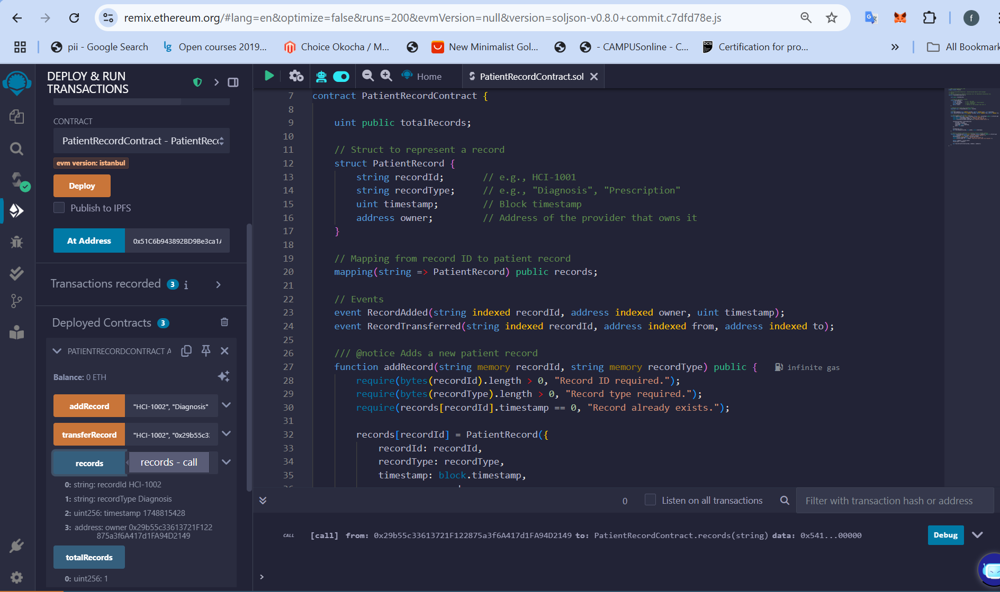 remix.ethereum.org/#lang=en&optimize=false&runs=200&evmVersion=null&version=soljson-v0.8.0+commit.c7dfd78e.js
f
pii - Google Search
lg Open courses 2019...
Choice Okocha / M...
New Minimalist Gol...
- CAMPUSonline - C...
bcs Certification for pro...
All Bookmark
DEPLOY & RUN
TRANSACTIONS
CONTRACT
PatientRecordContract - PatientReco
evm version: istanbul
Deploy
Publish to IPFS
At Address 0x51C6b943892BD9Be3ca1
Transactions recorded 3 i
Deployed Contracts 3
PATIENTRECORDCONTRACT A
Balance: 0 ETH
addRecord "HCI-1002", "Diagnosis"
transferRecord "HCI-1002", "0x29b55c3
records records - call
0: string: recordId HCI-1002
1: string: recordType Diagnosis
2: uint256: timestamp 1748815428
3: address: owner 0x29b55c33613721F122
875a3f6A417d1FA94D2149
totalRecords
0: uint256: 1
Home PatientRecordContract.sol
7 contract PatientRecordContract {
8
9 uint public totalRecords;
10
11 // Struct to represent a record
12 struct PatientRecord {
13 string recordId; // e.g., HCI-1001
14 string recordType; // e.g., "Diagnosis", "Prescription"
15 uint timestamp; // Block timestamp
16 address owner; // Address of the provider that owns it
17 }
18
19 // Mapping from record ID to patient record
20 mapping(string => PatientRecord) public records;
21
22 // Events
23 event RecordAdded(string indexed recordId, address indexed owner, uint timestamp);
24 event RecordTransferred(string indexed recordId, address indexed from, address indexed to);
25
26 /// @notice Adds a new patient record
27 function addRecord(string memory recordId, string memory recordType) public { infinite gas
28 require(bytes(recordId).length > 0, "Record ID required.");
29 require(bytes(recordType).length > 0, "Record type required.");
30 require(records[recordId].timestamp == 0, "Record already exists.");
31
32 records[recordId] = PatientRecord({
33 recordId: recordId,
34 recordType: recordType,
35 timestamp: block.timestamp,
0 Listen on all transactions Filter with transaction hash or address
CALL [call] from: 0x29b55c33613721F122875a3f6A417d1FA94D2149 to: PatientRecordContract.records(string) data: 0x541...00000 Debug
>